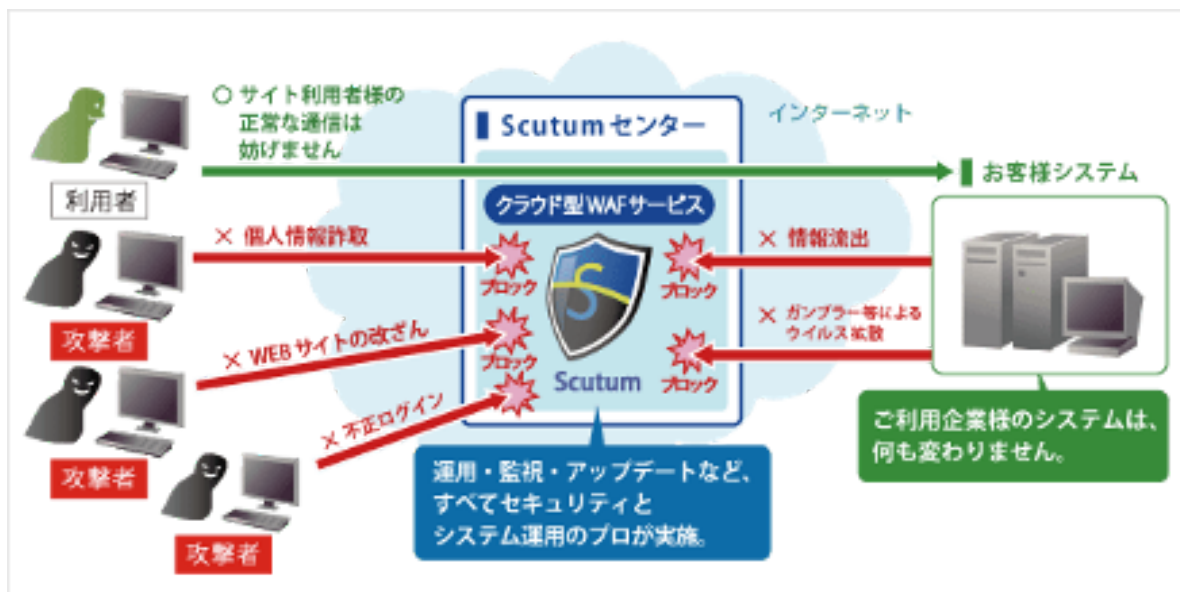 ○ サイト利用者様の
正常な通信は
妨げません
Scutumセンター
インターネット
お客様システム
利用者
クラウド型WAFサービス
× 個人情報詐取
ブロック
ブロック
× 情報流出
攻撃者
× WEBサイトの改ざん
ブロック
ブロック
× ガンブラー等による
ウイルス拡散
Scutum
攻撃者
× 不正ログイン
攻撃者
運用・監視・アップデートなど、
すべてセキュリティと
システム運用のプロが実施。
ご利用企業様のシステムは、
何も変わりません。